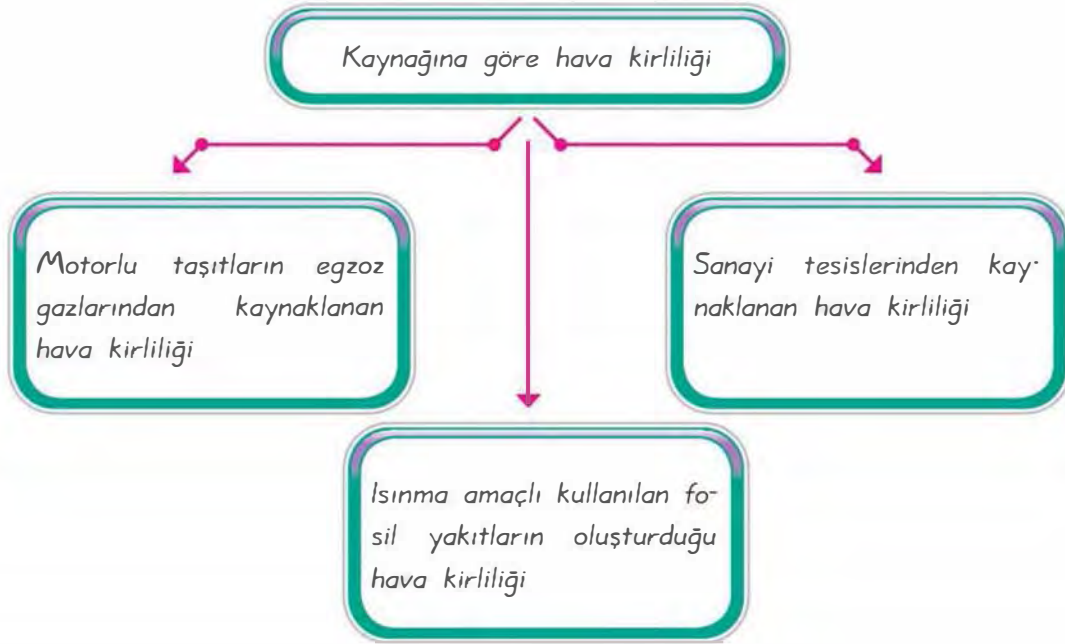 Kaynağına göre hava kirliliği
Motorlu taşıtların egzoz
gazlarından kaynaklanan
hava kirliliği
Sanayi tesislerinden kay-
naklanan hava kirliliği
Isınma amaçlı kullanılan fo-
sil yakıtların oluşturduğu
hava kirliliği